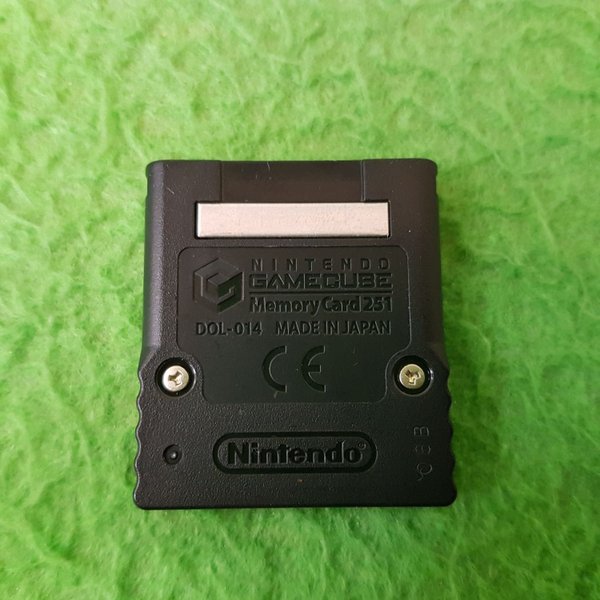 NINTENDO
GAMECUBE
Memory Card 251
DOL-014 MADE IN JAPAN
CE
Nintendo®